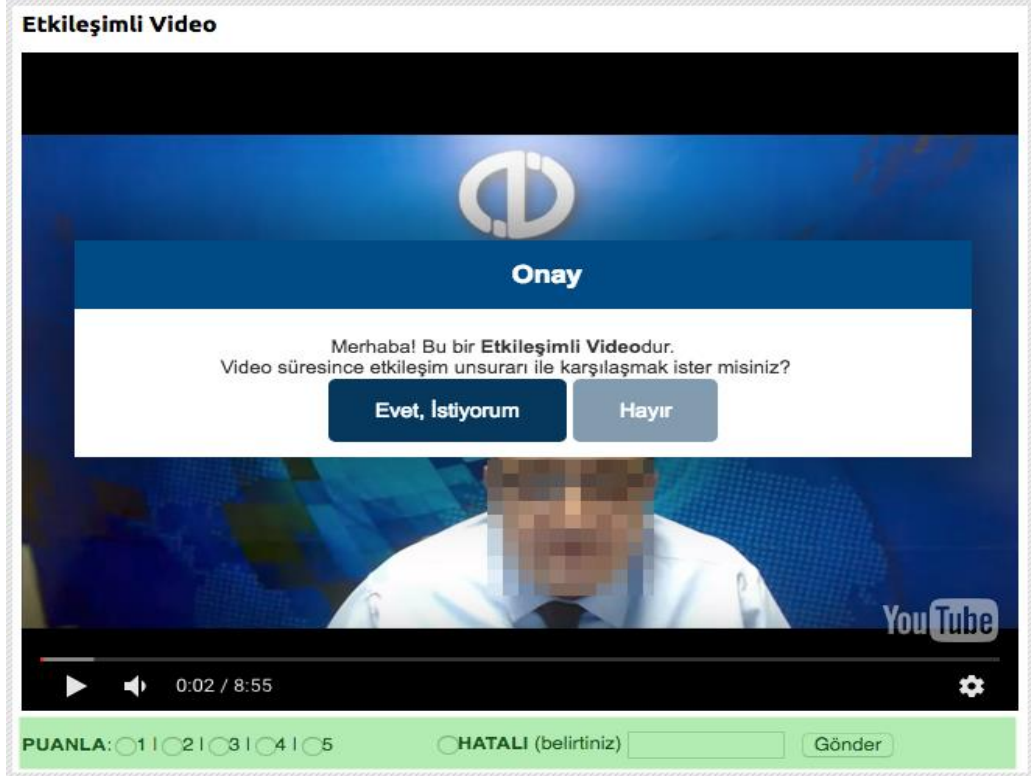 Etkileşimli Video
Onay
Merhaba! Bu bir Etkileşimli Videodur.
Video süresince etkileşim unsurarı ile karşılaşmak ister misiniz?
Evet, İstiyorum Hayır
YouTube
0:02 / 8:55
PUANLA: 1 | 2 | 3 | 4 | 5 HATALI (belirtiniz) Gönder